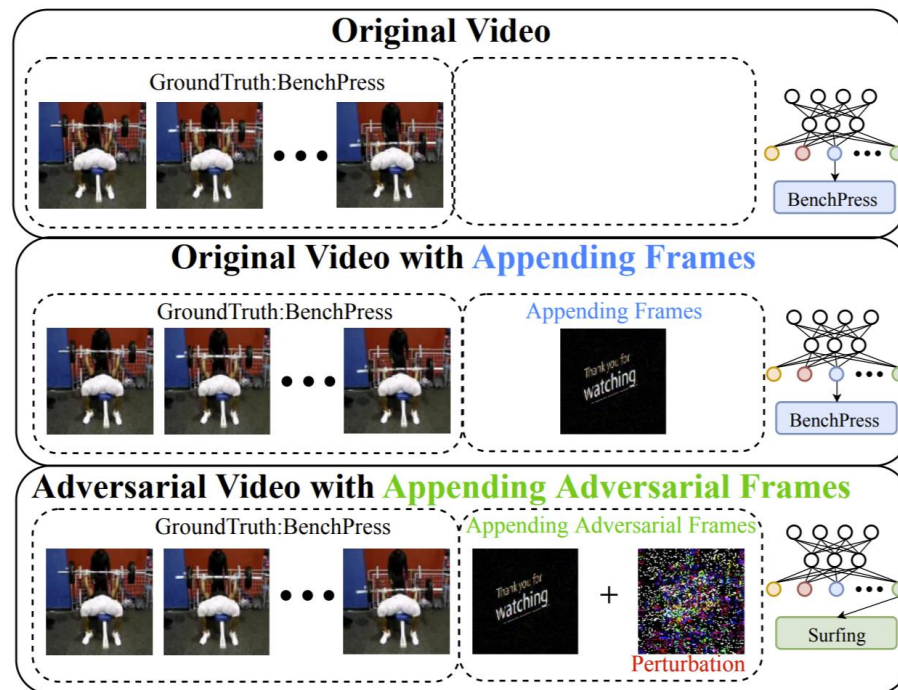 Original Video
GroundTruth:BenchPress
BenchPress
Original Video with Appending Frames
GroundTruth:BenchPress
Appending Frames
Thank you for
watching
BenchPress
Adversarial Video with Appending Adversarial Frames
GroundTruth:BenchPress
Appending Adversarial Frames
Thank you for
watching
+
Perturbation
Surfing